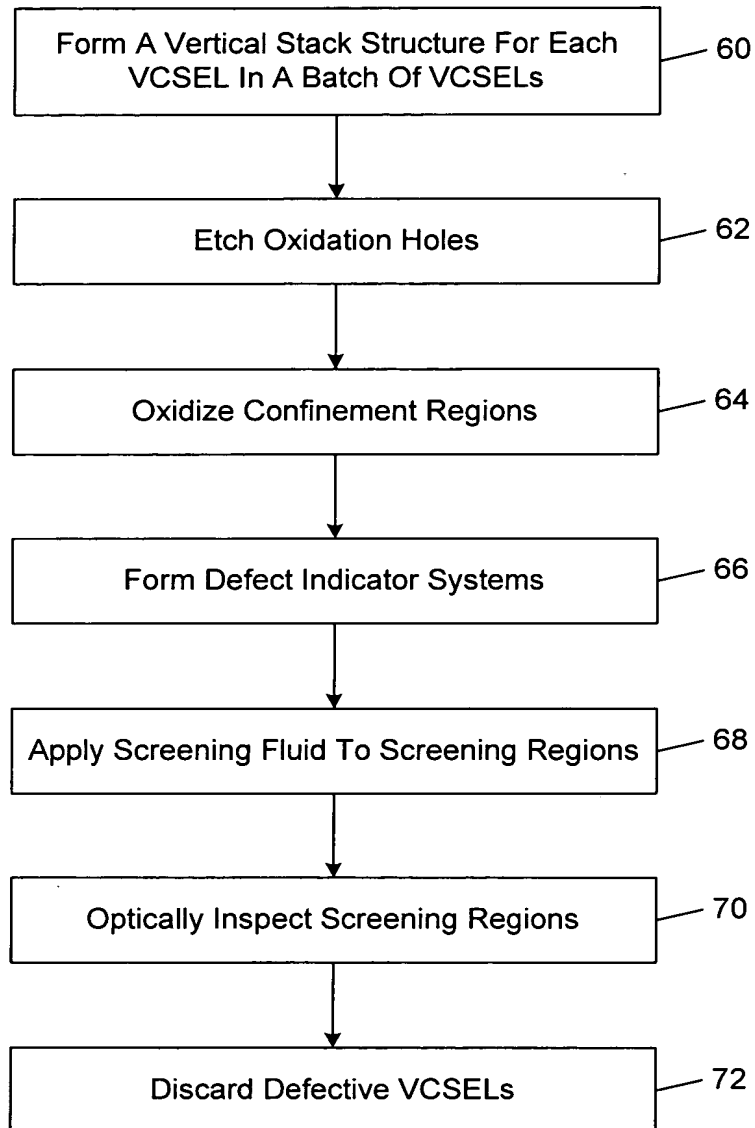 Form A Vertical Stack Structure For Each
VCSEL In A Batch Of VCSELs
60
Etch Oxidation Holes
62
Oxidize Confinement Regions
64
Form Defect Indicator Systems
66
Apply Screening Fluid To Screening Regions
68
Optically Inspect Screening Regions
70
Discard Defective VCSELs
72